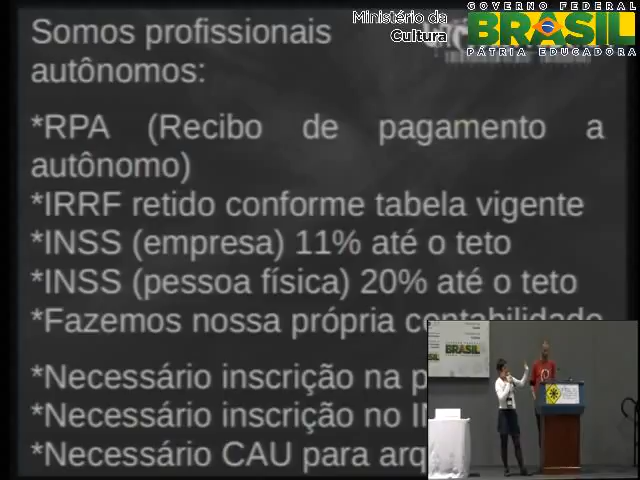 Ministério da
Cultura
GOVERNO FEDERAL
BRASIL
PÁTRIA EDUCADORA
Somos profissionais
autônomos:
*RPA (Recibo de pagamento a
autônomo)
*IRRF retido conforme tabela vigente
*INSS (empresa) 11% até o teto
*INSS (pessoa física) 20% até o teto
*Fazemos nossa própria contabilidade
*Necessário inscrição na
*Necessário inscrição no
*Necessário CAU para
BRASIL